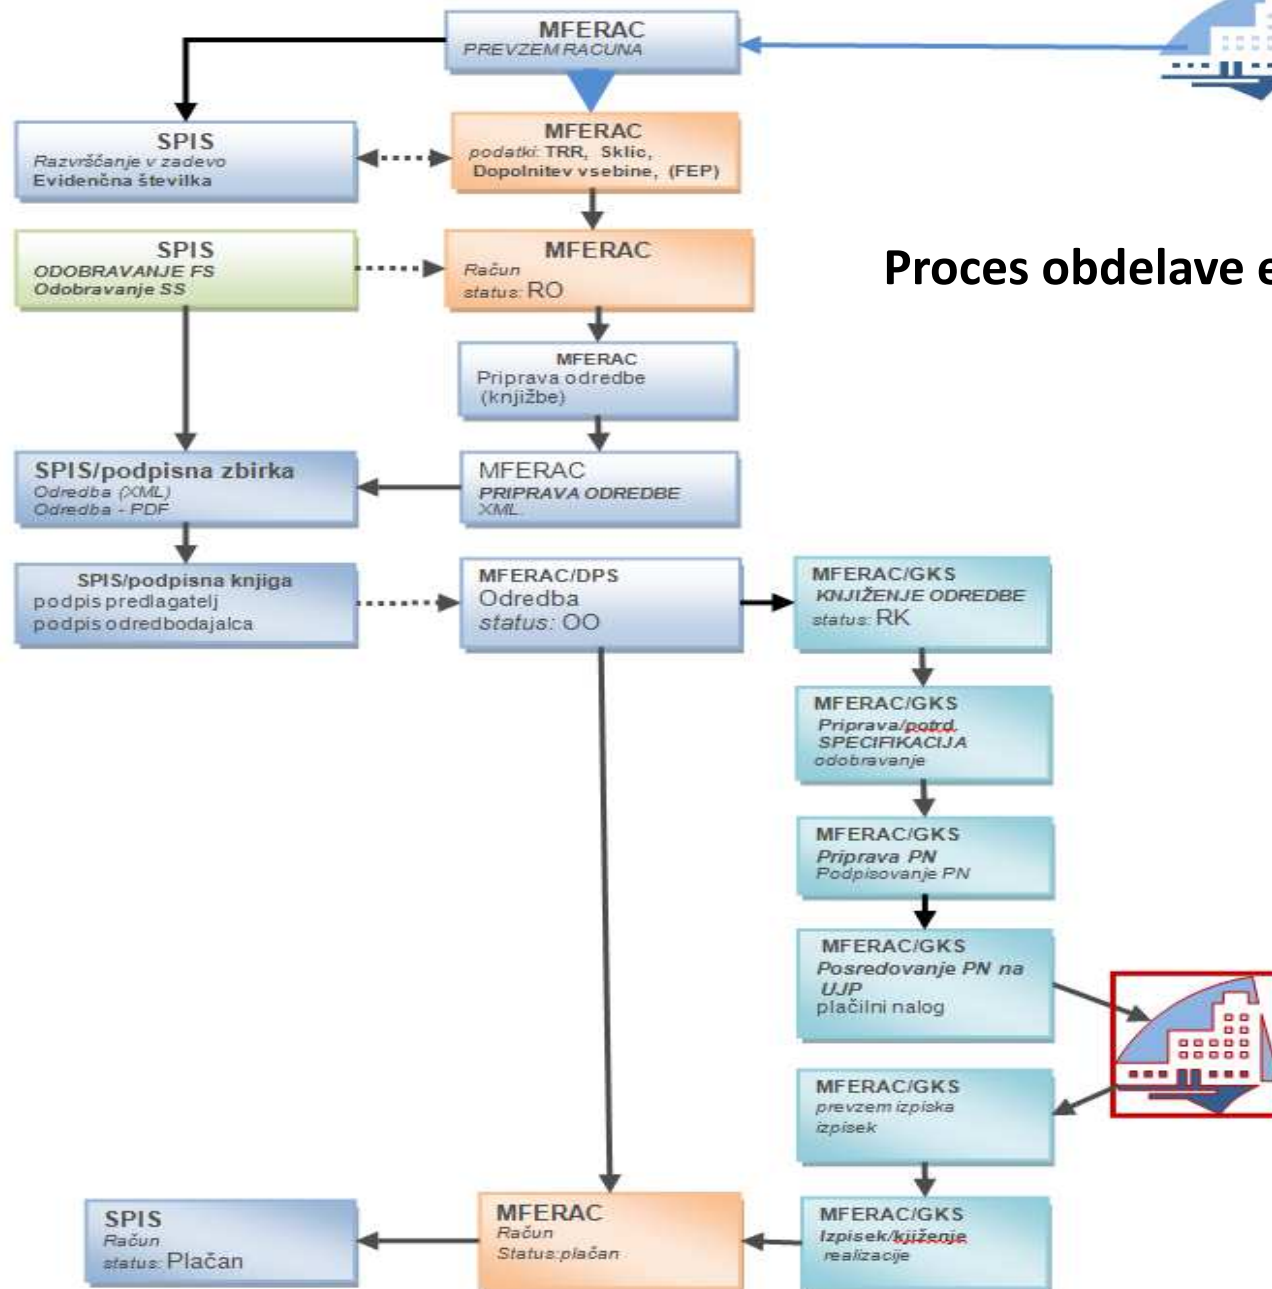 MFERAC
PREVZEM RACUNA
SPIS
Razvrščanje v zadevo
Evidenčna številka
MFERAC
podatki: TRR, Sklic,
Dopolnitev vsebine, (FEP)
SPIS
ODOBRAVANJE FS
Odobravanje SS
MFERAC
Račun
status: RO
Proces obdelave e
MFERAC
Priprava odredbe
(knjižbe)
SPIS/podpisna zbirka
Odredba (XML)
Odredba - PDF
MFERAC
PRIPRAVA ODREDBE
XML.
SPIS/podpisna knjiga
podpis predlagatelj
podpis odredbodajalca
MFERAC/DPS
Odredba
status: OO
MFERAC/GKS
KNJIŽENJE ODREDBE
status: RK
MFERAC/GKS
Priprava/potrd.
SPECIFIKACIJA
odobravanje
MFERAC/GKS
Priprava PN
Podpisovanje PN
MFERAC/GKS
Posredovanje PN na
UJP
plačilni nalog
MFERAC/GKS
prevzem izpiska
izpisek
SPIS
Račun
status: Plačan
MFERAC
Račun
Status:plačan
MFERAC/GKS
Izpisek/kjiženje
realizacije